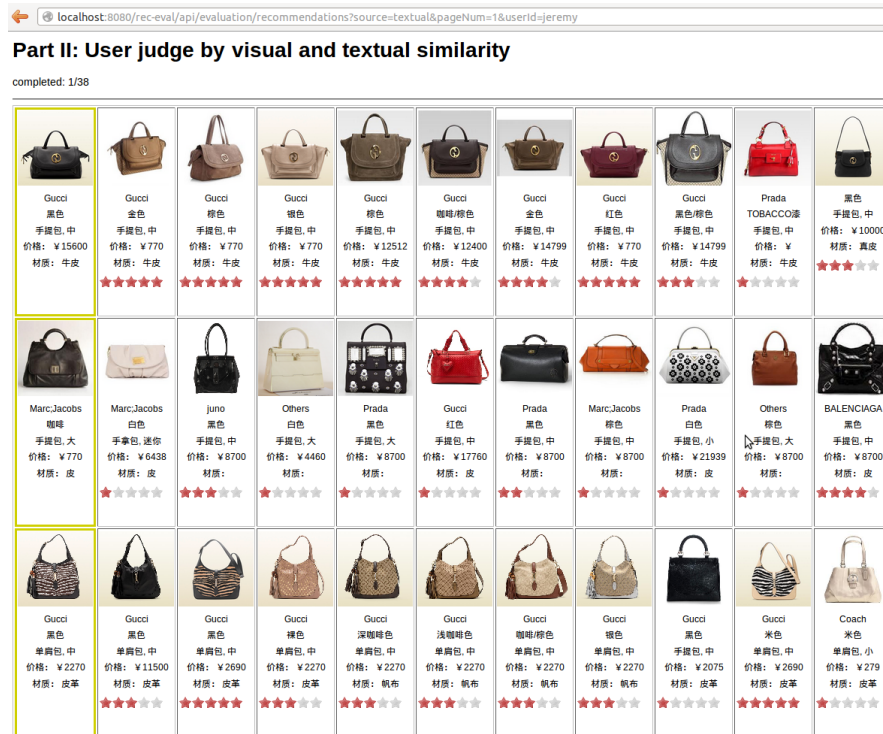 localhost:8080/rec-eval/api/evaluation/recommendations?source=textual&pageNum=1&userId=jeremy
Part II: User judge by visual and textual similarity
completed: 1/38
Gucci Gucci Gucci Gucci Gucci Gucci Gucci Gucci Gucci Prada 黑色
黑色 金色 棕色 银色 棕色 咖啡/棕色 金色 红色 黑色/棕色 TOBACCO漆 手提包, 中
手提包, 中 手提包, 中 手提包, 中 手提包, 中 手提包, 中 手提包, 中 手提包, 中 手提包, 中 手提包, 中 手提包, 中 价格: ¥10000
价格: ¥15600 价格: ¥770 价格: ¥770 价格: ¥770 价格: ¥12512 价格: ¥12400 价格: ¥14799 价格: ¥770 价格: ¥14799 价格: ¥ 材质: 真皮
材质: 牛皮 材质: 牛皮 材质: 牛皮 材质: 牛皮 材质: 牛皮 材质: 牛皮 材质: 牛皮 材质: 牛皮 材质: 牛皮 材质: 牛皮
Marc;Jacobs Marc;Jacobs juno Others Prada Gucci Prada Marc;Jacobs Prada Others BALENCIAGA
咖啡 白色 黑色 白色 黑色 红色 黑色 棕色 白色 棕色 黑色
手提包, 大 手拿包, 迷你 手提包, 中 手提包, 大 手提包, 大 手提包, 中 手提包, 中 手提包, 中 手提包, 小 手提包, 大 手提包, 中
价格: ¥770 价格: ¥6438 价格: ¥8700 价格: ¥4460 价格: ¥8700 价格: ¥17760 价格: ¥8700 价格: ¥8700 价格: ¥21939 价格: ¥8700 价格: ¥8700
材质: 皮 材质: 皮 材质: 材质: 皮 材质: 材质: 皮 材质: 材质: 材质: 皮 材质: 材质:
Gucci Gucci Gucci Gucci Gucci Gucci Gucci Gucci Gucci Gucci Coach
黑色 黑色 黑色 裸色 深咖啡色 浅咖啡色 咖啡/棕色 银色 黑色 米色 米色
单肩包, 中 单肩包, 中 单肩包, 中 单肩包, 中 单肩包, 中 单肩包, 中 单肩包, 中 单肩包, 中 手提包, 中 单肩包, 中 单肩包, 小
价格: ¥2270 价格: ¥11500 价格: ¥2690 价格: ¥2270 价格: ¥2270 价格: ¥2270 价格: ¥2270 价格: ¥2270 价格: ¥2075 价格: ¥2690 价格: ¥279
材质: 皮革 材质: 皮革 材质: 皮革 材质: 皮革 材质: 帆布 材质: 帆布 材质: 帆布 材质: 帆布 材质: 皮革 材质: 皮革 材质: 皮革